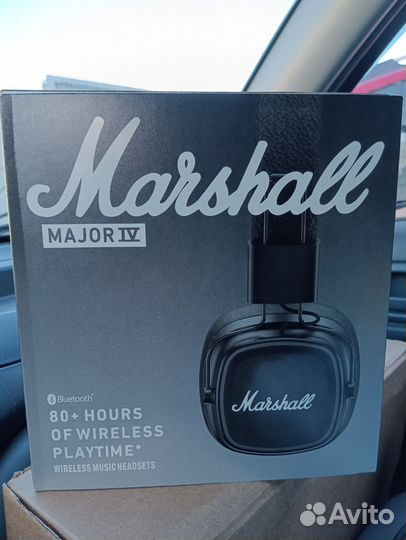 Marshall
MAJOR IV
Bluetooth®
80+ HOURS
OF WIRELESS
PLAYTIME*
WIRELESS MUSIC HEADSETS
Marshall
Avito